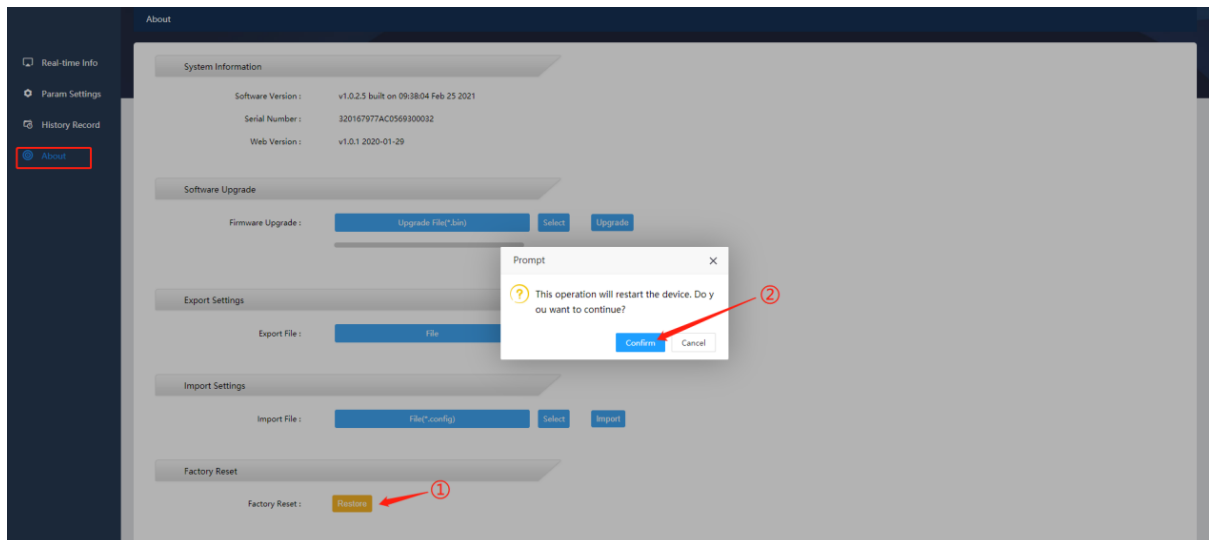 About
Real-time Info
Param Settings
History Record
About
System Information
Software Version : v1.0.2.5 built on 09:38:04 Feb 25 2021
Serial Number : 320167977AC0569300032
Web Version : v1.0.1 2020-01-29
Software Upgrade
Firmware Upgrade : Upgrade File(*.bin) Select Upgrade
Prompt
This operation will restart the device. Do y
ou want to continue?
Confirm Cancel
②
Export Settings
Export File : File
Import Settings
Import File : File(*.config) Select Import
Factory Reset
Factory Reset : Restore
①